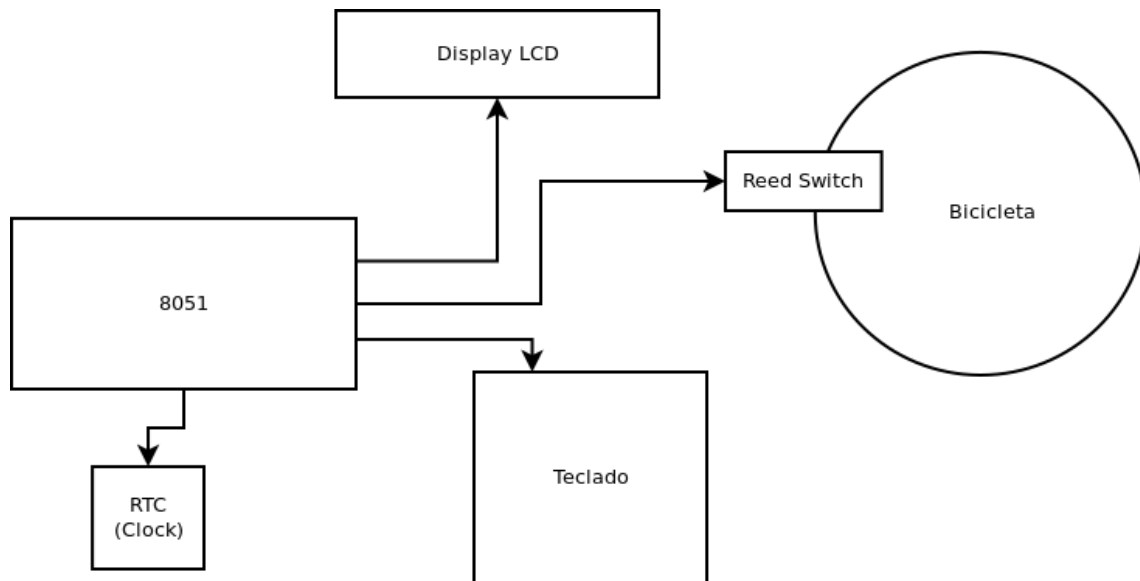 Display LCD
Reed Switch
Bicicleta
8051
Teclado
RTC
(Clock)